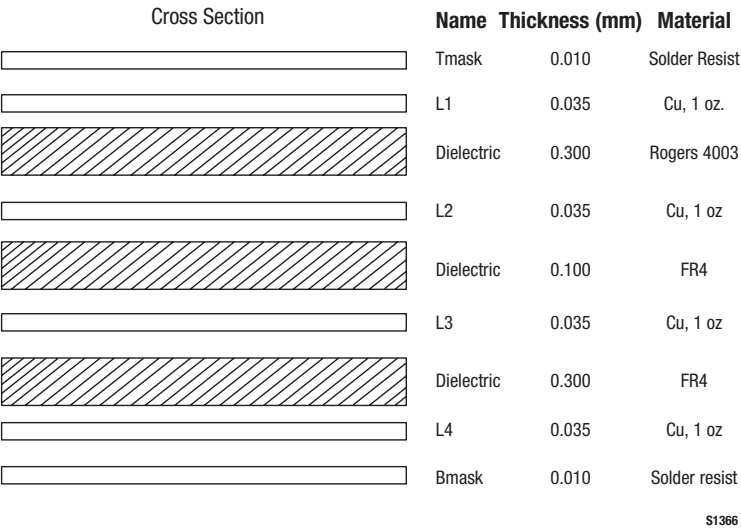 Cross Section
Name Thickness (mm) Material
Tmask 0.010 Solder Resist
L1 0.035 Cu, 1 oz.
Dielectric 0.300 Rogers 4003
L2 0.035 Cu, 1 oz
Dielectric 0.100 FR4
L3 0.035 Cu, 1 oz
Dielectric 0.300 FR4
L4 0.035 Cu, 1 oz
Bmask 0.010 Solder resist
S1366